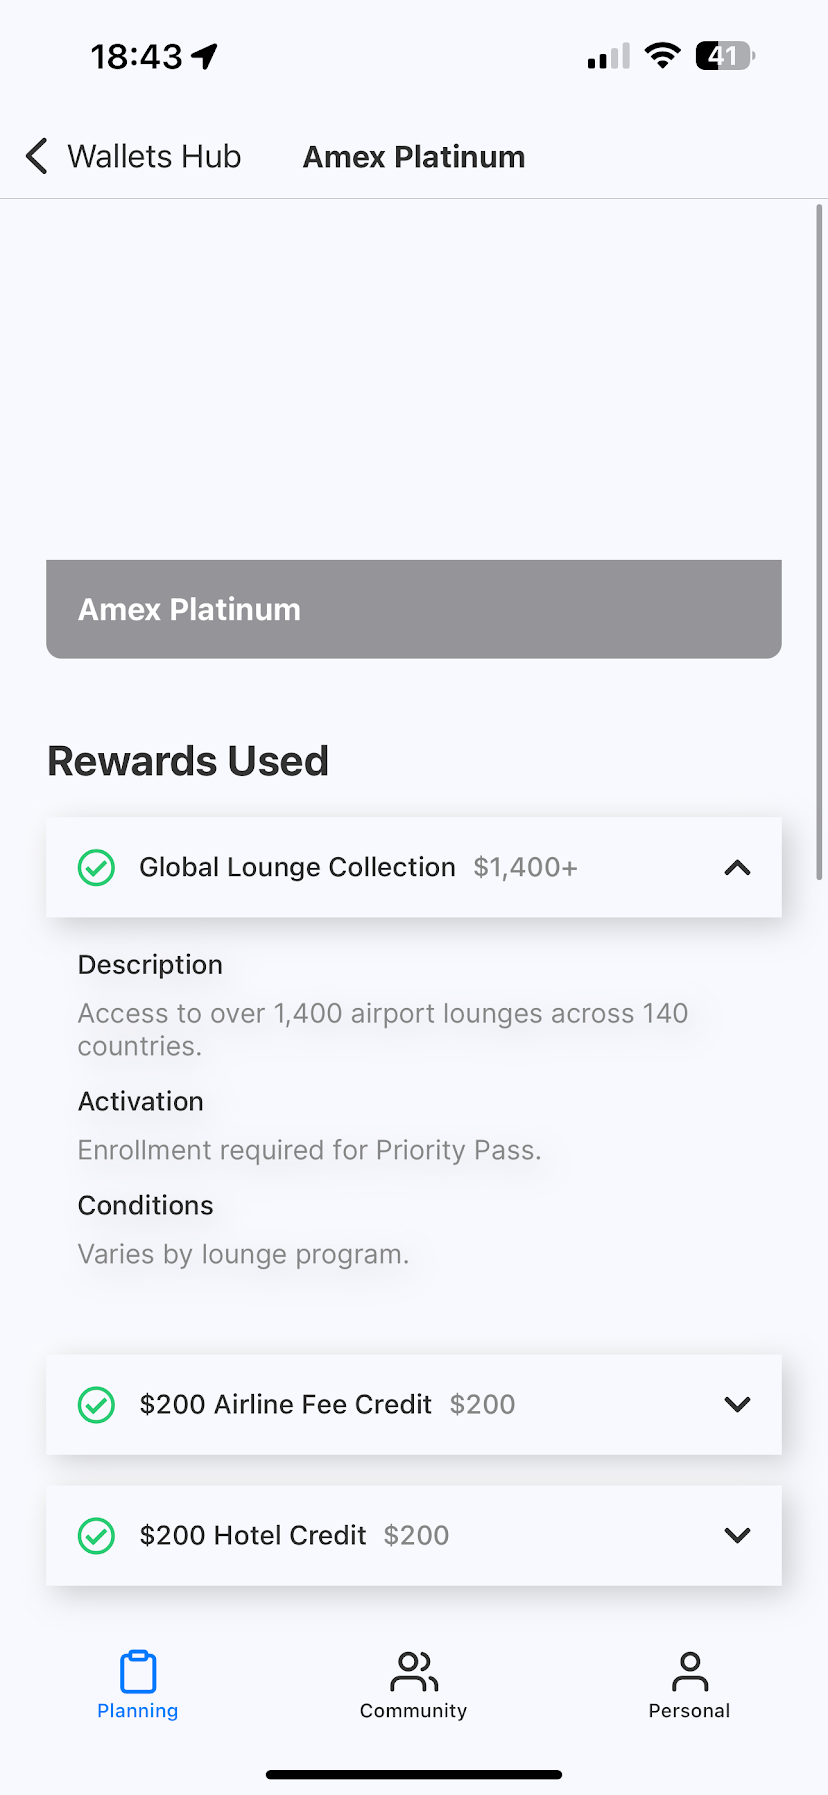 18:43
41
Wallets Hub
Amex Platinum
Amex Platinum
Rewards Used
Global Lounge Collection $1,400+
Description
Access to over 1,400 airport lounges across 140
countries.
Activation
Enrollment required for Priority Pass.
Conditions
Varies by lounge program.
$200 Airline Fee Credit $200
$200 Hotel Credit $200
Planning
Community
Personal